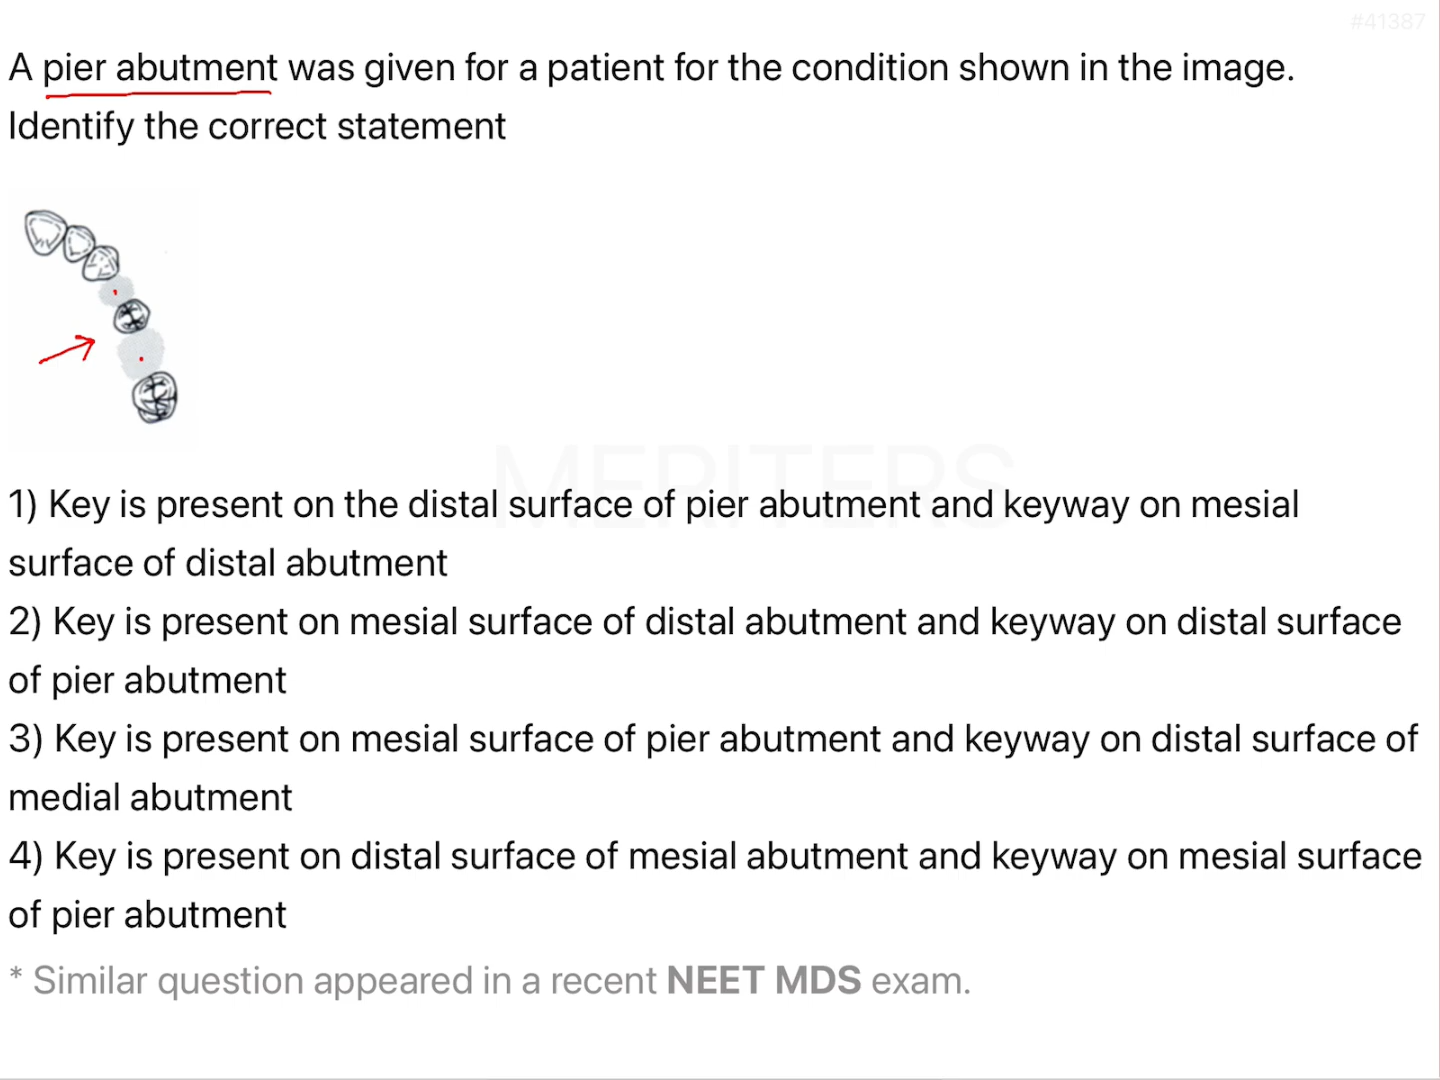 #41387
A pier abutment was given for a patient for the condition shown in the image.
Identify the correct statement
MERITERS
1) Key is present on the distal surface of pier abutment and keyway on mesial
surface of distal abutment
2) Key is present on mesial surface of distal abutment and keyway on distal surface
of pier abutment
3) Key is present on mesial surface of pier abutment and keyway on distal surface of
medial abutment
4) Key is present on distal surface of mesial abutment and keyway on mesial surface
of pier abutment
* Similar question appeared in a recent NEET MDS exam.